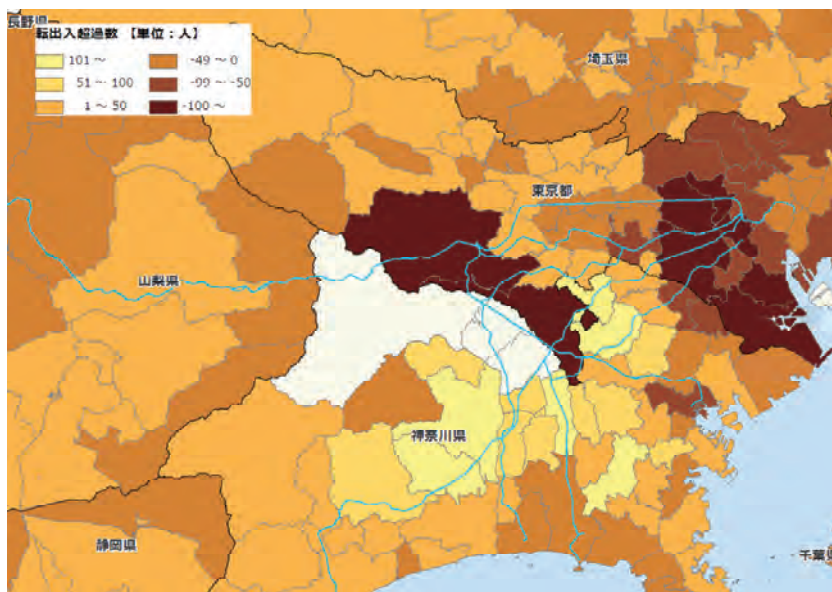 長野県
転出入超過数 【単位：人】
101 ～
-49 ～ 0
51 ～ 100
-99 ～ -50
1 ～ 50
-100 ～
埼玉県
東京都
山梨県
神奈川県
静岡県
千葉県